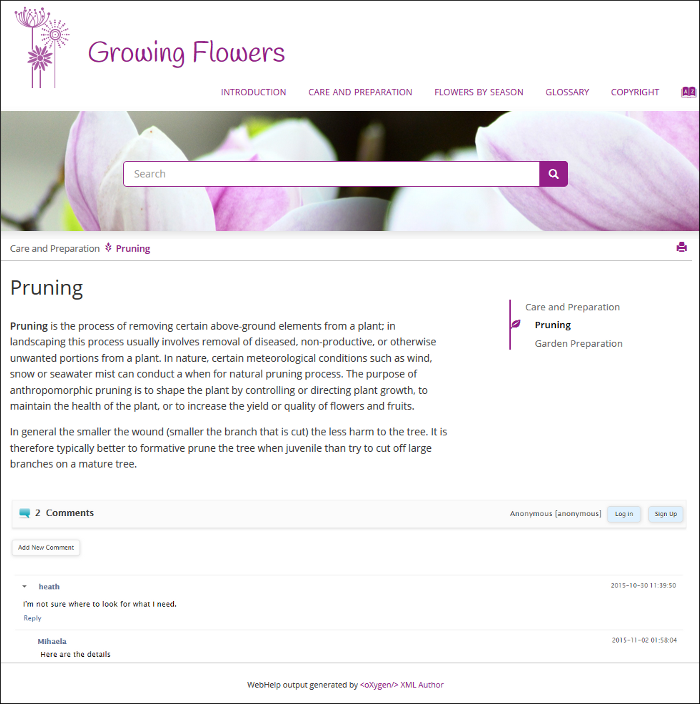 Growing Flowers
INTRODUCTION CARE AND PREPARATION FLOWERS BY SEASON GLOSSARY COPYRIGHT A Z
Search
Care and Preparation Pruning
Pruning
Pruning is the process of removing certain above-ground elements from a plant; in
landscaping this process usually involves removal of diseased, non-productive, or otherwise
unwanted portions from a plant. In nature, certain meteorological conditions such as wind,
snow or seawater mist can conduct a when for natural pruning process. The purpose of
anthropomorphic pruning is to shape the plant by controlling or directing plant growth, to
maintain the health of the plant, or to increase the yield or quality of flowers and fruits.
In general the smaller the wound (smaller the branch that is cut) the less harm to the tree. It is
therefore typically better to formative prune the tree when juvenile than try to cut off large
branches on a mature tree.
Care and Preparation
Pruning
Garden Preparation
2 Comments Anonymous [anonymous] Log In Sign Up
Add New Comment
heath 2015-10-30 11:39:50
I'm not sure where to look for what I need.
Reply
Mihaela 2015-11-02 01:58:04
Here are the details
WebHelp output generated by <oXygen/> XML Author